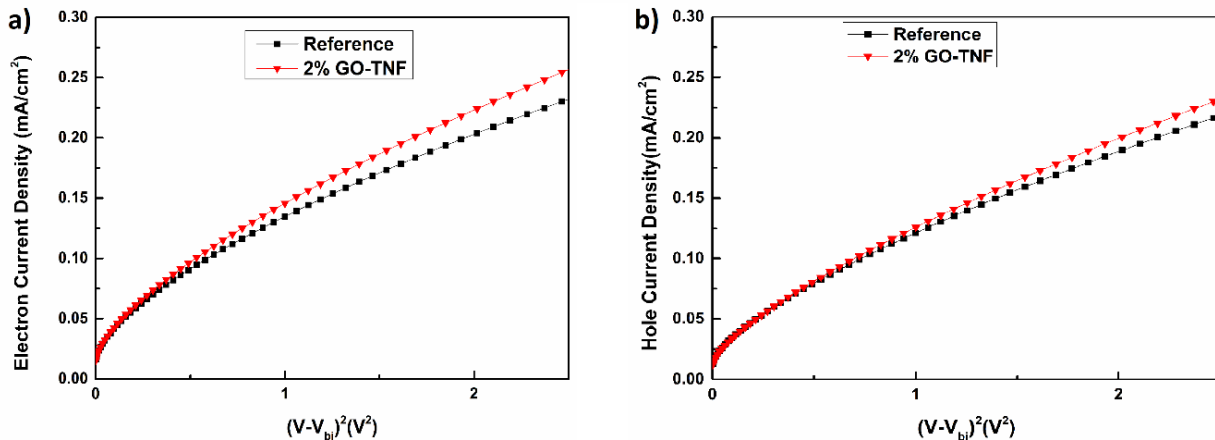 a)
Reference
2% GO-TNF
Electron Current Density (mA/cm²)
0.30
0.25
0.20
0.15
0.10
0.05
0.00
0
1
2
(V-V_bi)²(V²)
b)
Reference
2% GO-TNF
Hole Current Density(mA/cm²)
0.30
0.25
0.20
0.15
0.10
0.05
0.00
0
1
2
(V-V_bi)²(V²)